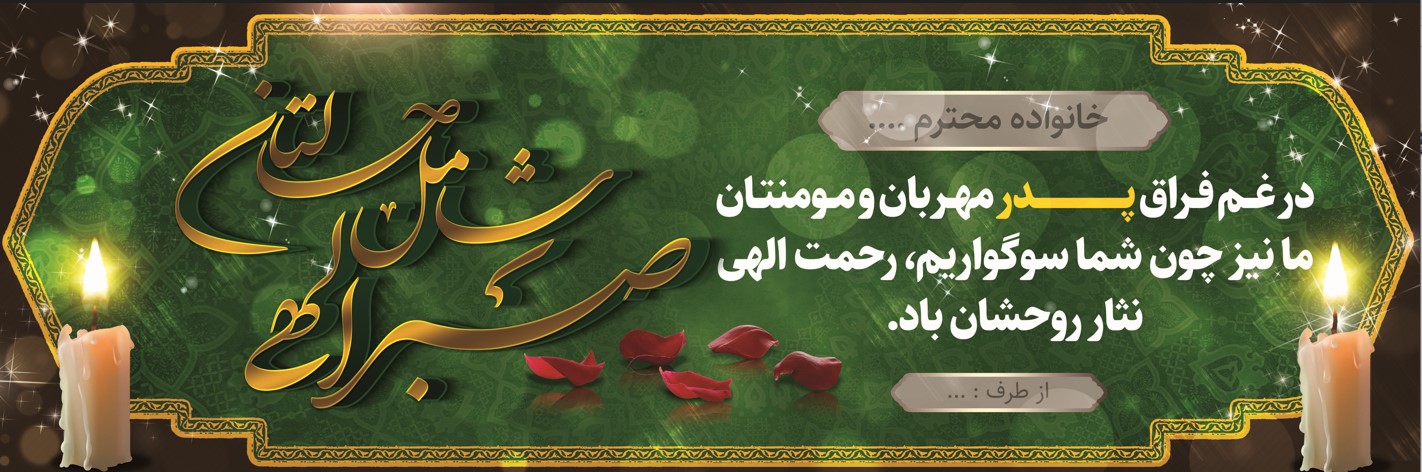 خانواده محترم ....
در غم فراق پـــــدر مهربان و مومنتان
ما نیز چون شما سوگواریم، رحمت الهی
نثار روحشان باد.
از طرف : ...
صبر الهی
شامل حالتان